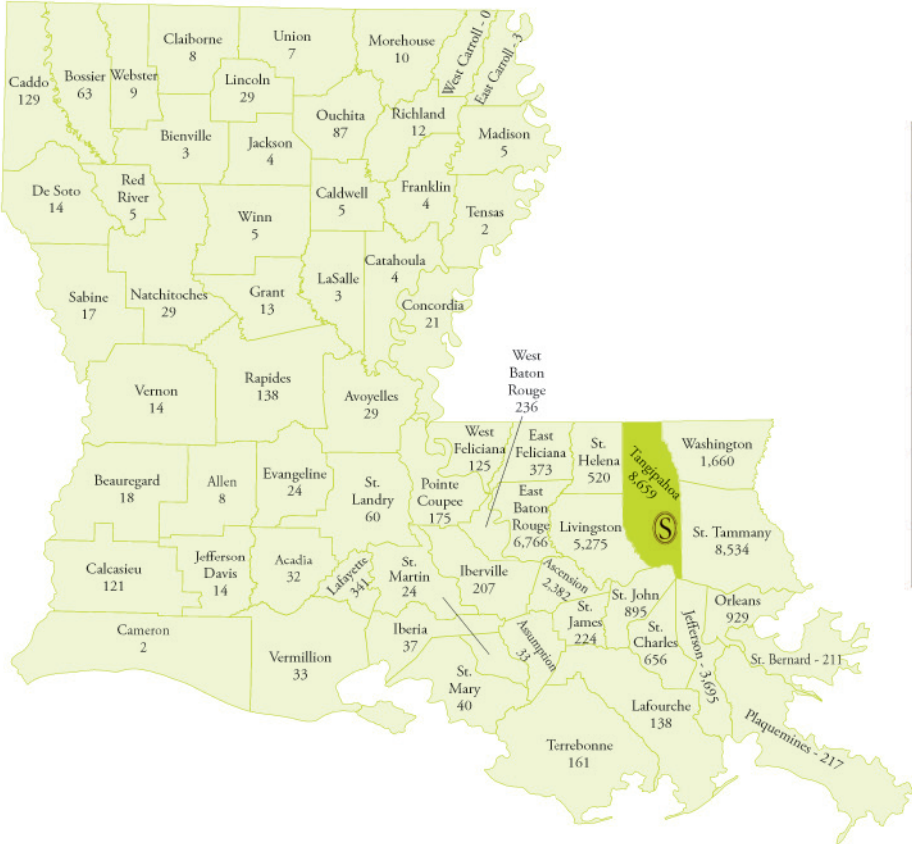 Claiborne
8
Union
7
Morehouse
10
West Carroll - 0
East Carroll - 3
Caddo
129
Bossier
63
Webster
9
Lincoln
29
Ouchita
87
Richland
12
Madison
5
Bienville
3
Jackson
4
De Soto
14
Red
River
5
Winn
5
Caldwell
5
Franklin
4
Tensas
2
Sabine
17
Natchitoches
29
Grant
13
LaSalle
3
Catahoula
4
Concordia
21
Vernon
14
Rapides
138
Avoyelles
29
West
Baton
Rouge
236
West
Feliciana
125
East
Feliciana
373
St.
Helena
520
Tangipahoa
8,659
S
Washington
1,660
Beauregard
18
Allen
8
Evangeline
24
St.
Landry
60
Pointe
Coupee
175
East
Baton
Rouge
6,766
Livingston
5,275
St. Tammany
8,534
Calcasieu
121
Jefferson
Davis
14
Acadia
32
Lafayette
341
St.
Martin
24
Iberville
207
Ascension
2,382
St. John
895
Orleans
929
Cameron
2
Vermillion
33
Iberia
37
St.
Mary
40
Assumption
33
St.
James
224
St.
Charles
656
Jefferson - 3,695
St. Bernard - 211
Lafourche
138
Plaquemines - 217
Terrebonne
161